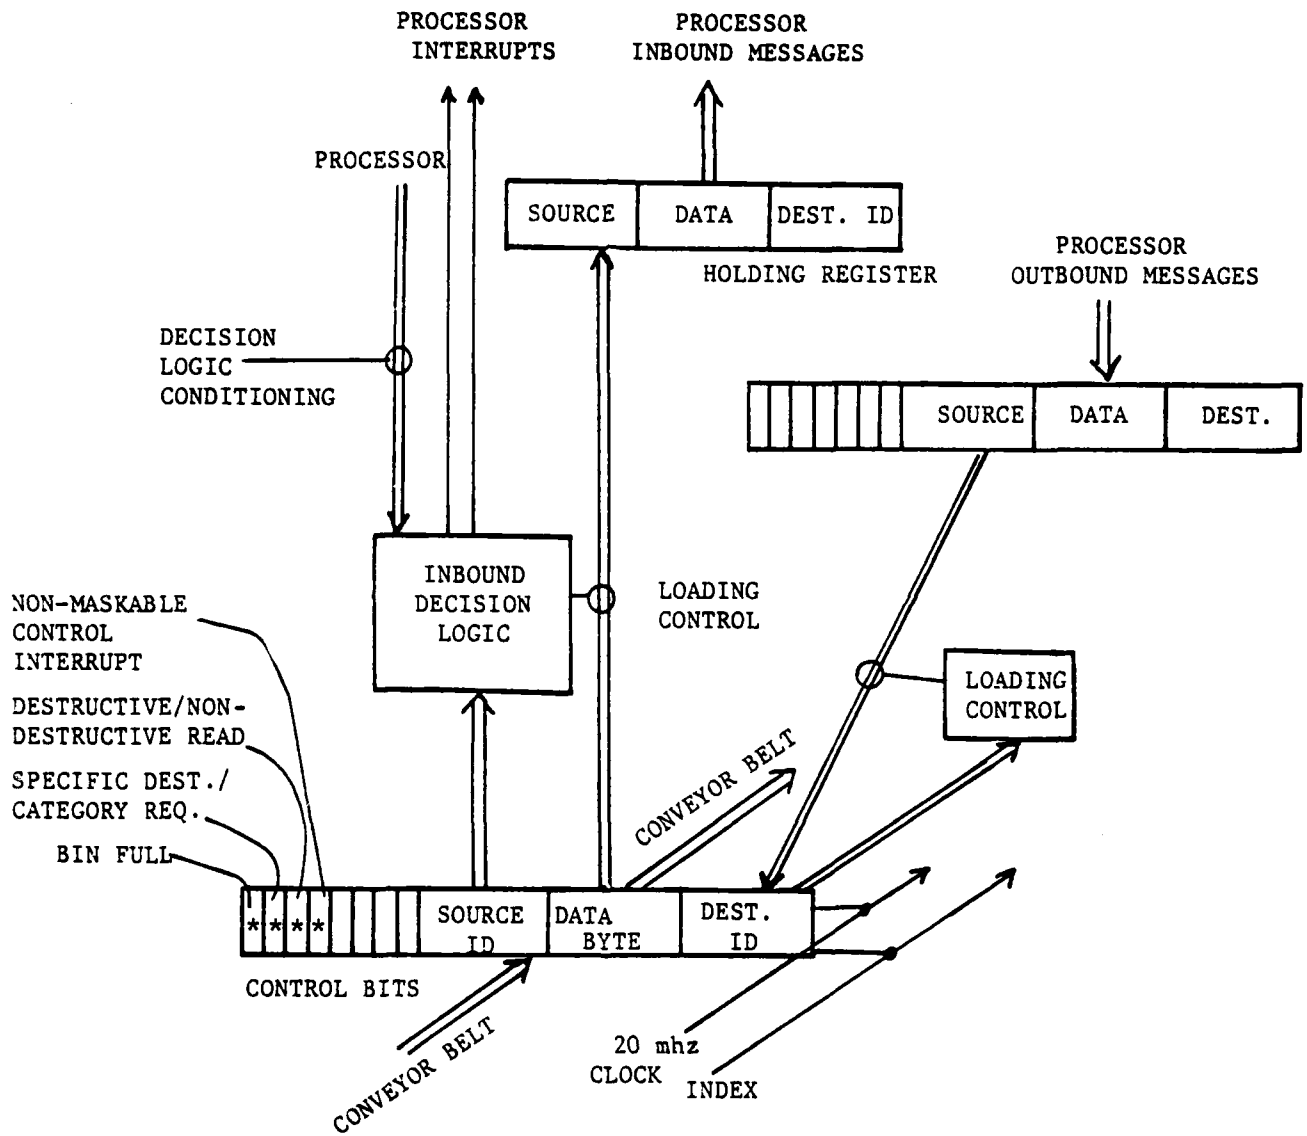 PROCESSOR
INTERRUPTS
PROCESSOR
INBOUND MESSAGES
PROCESSOR
SOURCE
DATA
DEST. ID
HOLDING REGISTER
PROCESSOR
OUTBOUND MESSAGES
DECISION
LOGIC
CONDITIONING
SOURCE
DATA
DEST.
INBOUND
DECISION
LOGIC
LOADING
CONTROL
NON-MASKABLE
CONTROL
INTERRUPT
DESTRUCTIVE/NON-
DESTRUCTIVE READ
SPECIFIC DEST./
CATEGORY REQ.
BIN FULL
LOADING
CONTROL
CONVEYOR BELT
* * * *
SOURCE
ID
DATA
BYTE
DEST.
ID
CONTROL BITS
CONVEYOR BELT
20 mhz
CLOCK
INDEX